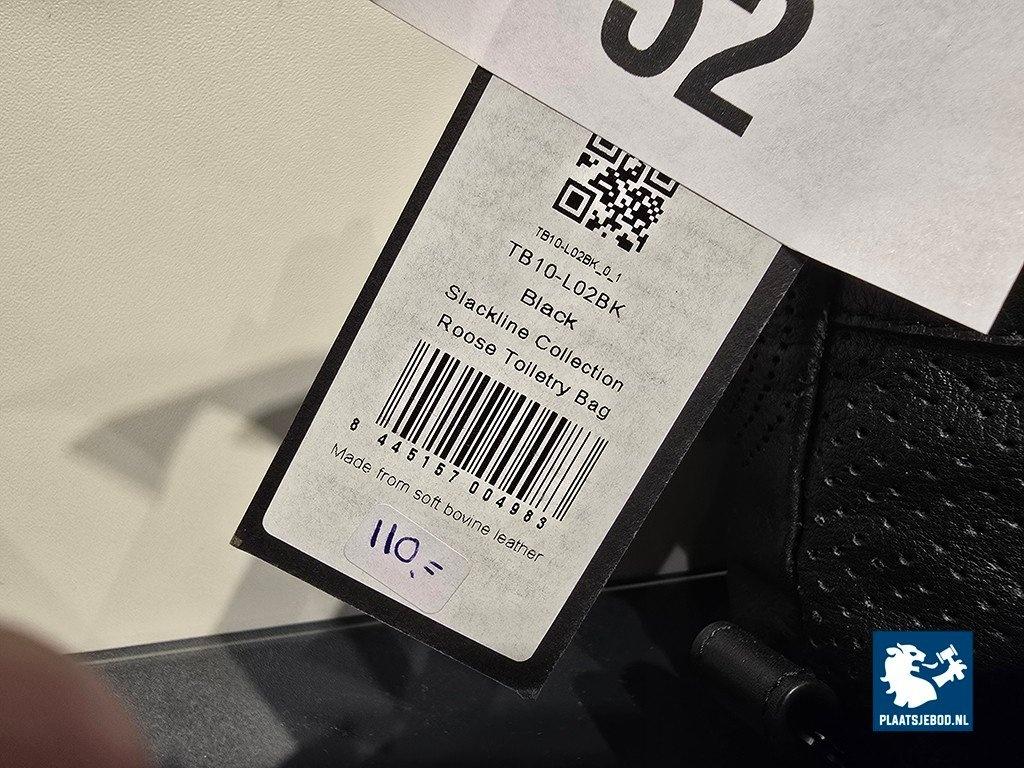 52
TB10-L02BK_0_1
TB10-L02BK
Black
Slackline Collection
Roose Toiletry Bag
8 445157 004983
Made from soft bovine leather
110,=
PLAATSJEBOD.NL